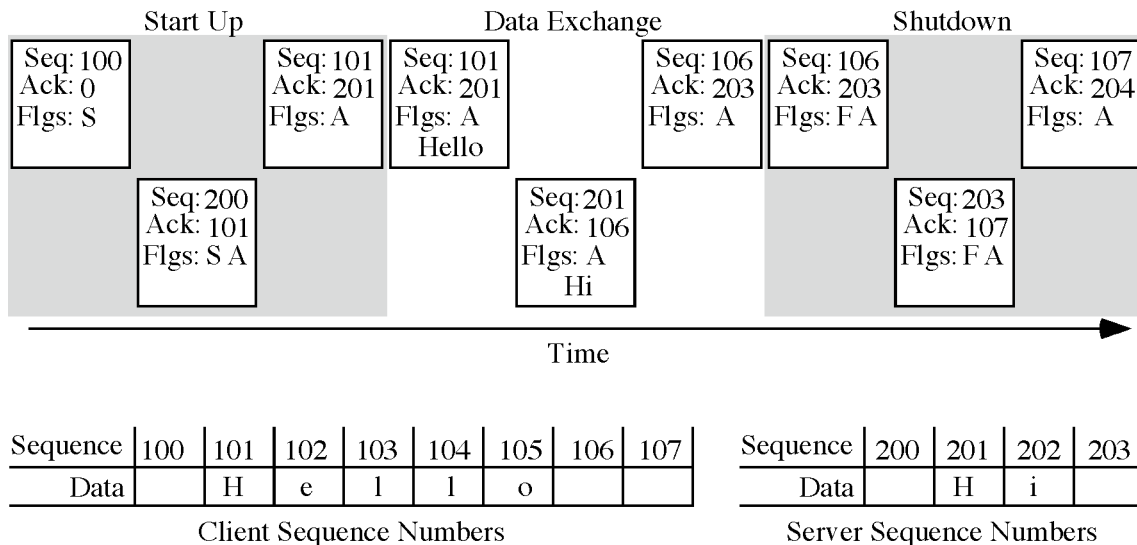 Start Up
Data Exchange
Shutdown
Seq: 100
Ack: 0
Flgs: S
Seq: 101
Ack: 201
Flgs: A
Seq: 101
Ack: 201
Flgs: A
Hello
Seq: 106
Ack: 203
Flgs: A
Seq: 106
Ack: 203
Flgs: F A
Seq: 107
Ack: 204
Flgs: A
Seq: 200
Ack: 101
Flgs: S A
Seq: 201
Ack: 106
Flgs: A
Hi
Seq: 203
Ack: 107
Flgs: F A
Time
Sequence 100 101 102 103 104 105 106 107
Data H e l l o
Client Sequence Numbers
Sequence 200 201 202 203
Data H i
Server Sequence Numbers